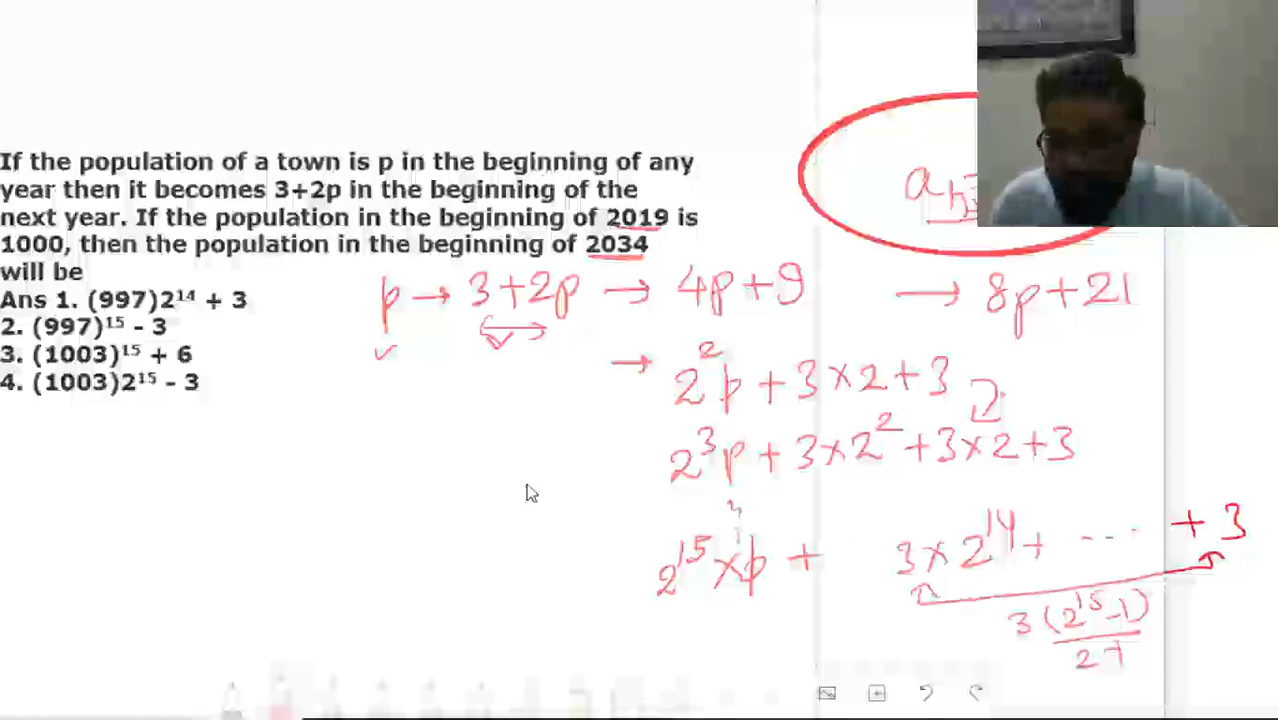 If the population of a town is p in the beginning of any
year then it becomes 3+2p in the beginning of the
next year. If the population in the beginning of 2019 is
1000, then the population in the beginning of 2034
will be
Ans 1. (997)2¹⁴ + 3
2. (997)¹⁵ - 3
3. (1003)¹⁵ + 6
4. (1003)2¹⁵ - 3
aₙ
p → 3+2p → 4p+9 → 8p+21
→ 2²p + 3×2+3
2³p + 3×2² +3×2+3
2¹⁵×p + 3×2¹⁴+ ... + 3
3(2¹⁵-1)
2-1